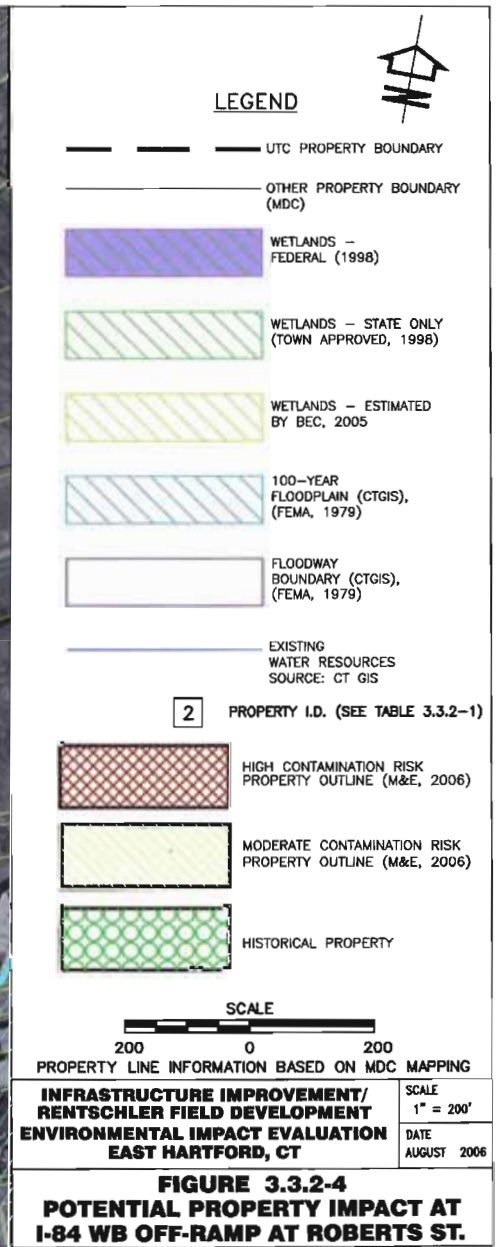 N
LEGEND
UTC PROPERTY BOUNDARY
OTHER PROPERTY BOUNDARY
(MDC)
WETLANDS –
FEDERAL (1998)
WETLANDS – STATE ONLY
(TOWN APPROVED, 1998)
WETLANDS – ESTIMATED
BY BEC, 2005
100–YEAR
FLOODPLAIN (CTGIS),
(FEMA, 1979)
FLOODWAY
BOUNDARY (CTGIS),
(FEMA, 1979)
EXISTING
WATER RESOURCES
SOURCE: CT GIS
2 PROPERTY I.D. (SEE TABLE 3.3.2–1)
HIGH CONTAMINATION RISK
PROPERTY OUTLINE (M&E, 2006)
MODERATE CONTAMINATION RISK
PROPERTY OUTLINE (M&E, 2006)
HISTORICAL PROPERTY
SCALE
200 0 200
PROPERTY LINE INFORMATION BASED ON MDC MAPPING
INFRASTRUCTURE IMPROVEMENT/
RENTSCHLER FIELD DEVELOPMENT
ENVIRONMENTAL IMPACT EVALUATION
EAST HARTFORD, CT
SCALE
1" = 200'
DATE
AUGUST 2006
FIGURE 3.3.2-4
POTENTIAL PROPERTY IMPACT AT
I-84 WB OFF-RAMP AT ROBERTS ST.